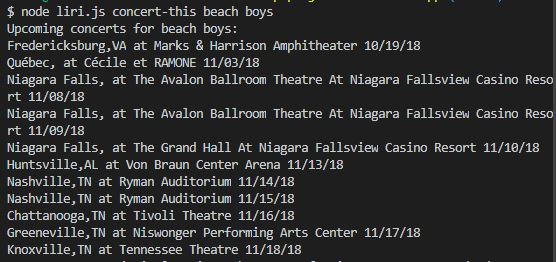 $ node liri.js concert-this beach boys
Upcoming concerts for beach boys:
Fredericksburg,VA at Marks & Harrison Amphitheater 10/19/18
Québec, at Cécile et RAMONE 11/03/18
Niagara Falls, at The Avalon Ballroom Theatre At Niagara Fallsview Casino Reso
rt 11/08/18
Niagara Falls, at The Avalon Ballroom Theatre At Niagara Fallsview Casino Reso
rt 11/09/18
Niagara Falls, at The Grand Hall At Niagara Fallsview Casino Resort 11/10/18
Huntsville,AL at Von Braun Center Arena 11/13/18
Nashville,TN at Ryman Auditorium 11/14/18
Nashville,TN at Ryman Auditorium 11/15/18
Chattanooga,TN at Tivoli Theatre 11/16/18
Greeneville,TN at Niswonger Performing Arts Center 11/17/18
Knoxville,TN at Tennessee Theatre 11/18/18